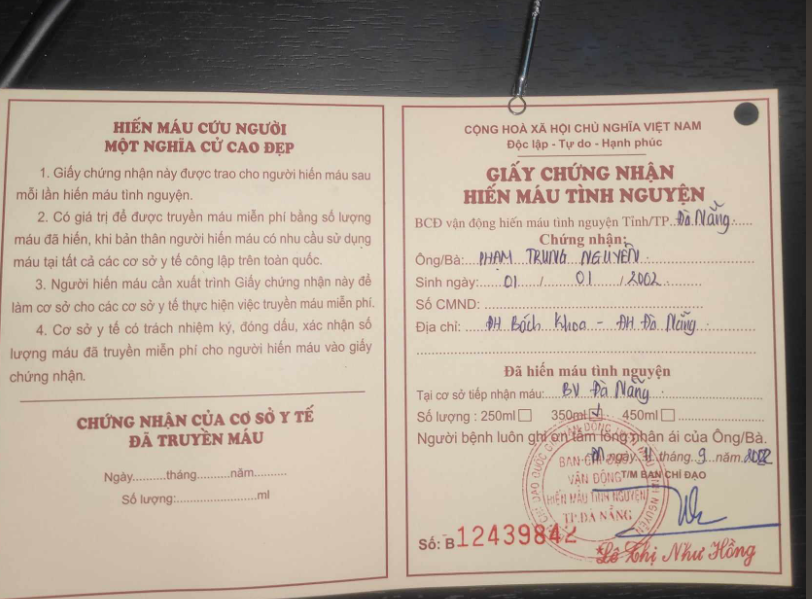 HIẾN MÁU CỨU NGƯỜI
MỘT NGHĨA CỬ CAO ĐẸP
1. Giấy chứng nhận này được trao cho người hiến máu sau
mỗi lần hiến máu tình nguyện.
2. Có giá trị để được truyền máu miễn phí bằng số lượng
máu đã hiến, khi bản thân người hiến máu có nhu cầu sử dụng
máu tại tất cả các cơ sở y tế công lập trên toàn quốc.
3. Người hiến máu cần xuất trình Giấy chứng nhận này để
làm cơ sở cho các cơ sở y tế thực hiện việc truyền máu miễn phí.
4. Cơ sở y tế có trách nhiệm ký, đóng dấu, xác nhận số
lượng máu đã truyền miễn phí cho người hiến máu vào giấy
chứng nhận.
CHỨNG NHẬN CỦA CƠ SỞ Y TẾ
ĐÃ TRUYỀN MÁU
Ngày............tháng..........năm..........
Số lượng:.......................ml
CỘNG HOÀ XÃ HỘI CHỦ NGHĨA VIỆT NAM
Độc lập - Tự do - Hạnh phúc
GIẤY CHỨNG NHẬN
HIẾN MÁU TÌNH NGUYỆN
BCĐ vận động hiến máu tình nguyện Tỉnh/TP. Đà Nẵng
Chứng nhận:
Ông/Bà: PHẠM TRUNG NGUYÊN
Sinh ngày: 01 / 01 / 2002
Số CMND:
Địa chỉ: ĐH Bách Khoa - ĐH Đà Nẵng
Đã hiến máu tình nguyện
Tại cơ sở tiếp nhận máu: BV Đà Nẵng
Số lượng : 250ml 350ml 450ml
Người bệnh luôn ghi ơn tấm lòng nhân ái của Ông/Bà.
ngày 11 tháng 9 năm 2022
T/M BAN CHỈ ĐẠO
BAN CHỈ ĐẠO
VẬN ĐỘNG
HIẾN MÁU TÌNH NGUYỆN
TP.ĐÀ NẴNG
Số: B 12439842
Lê Thị Như Hồng